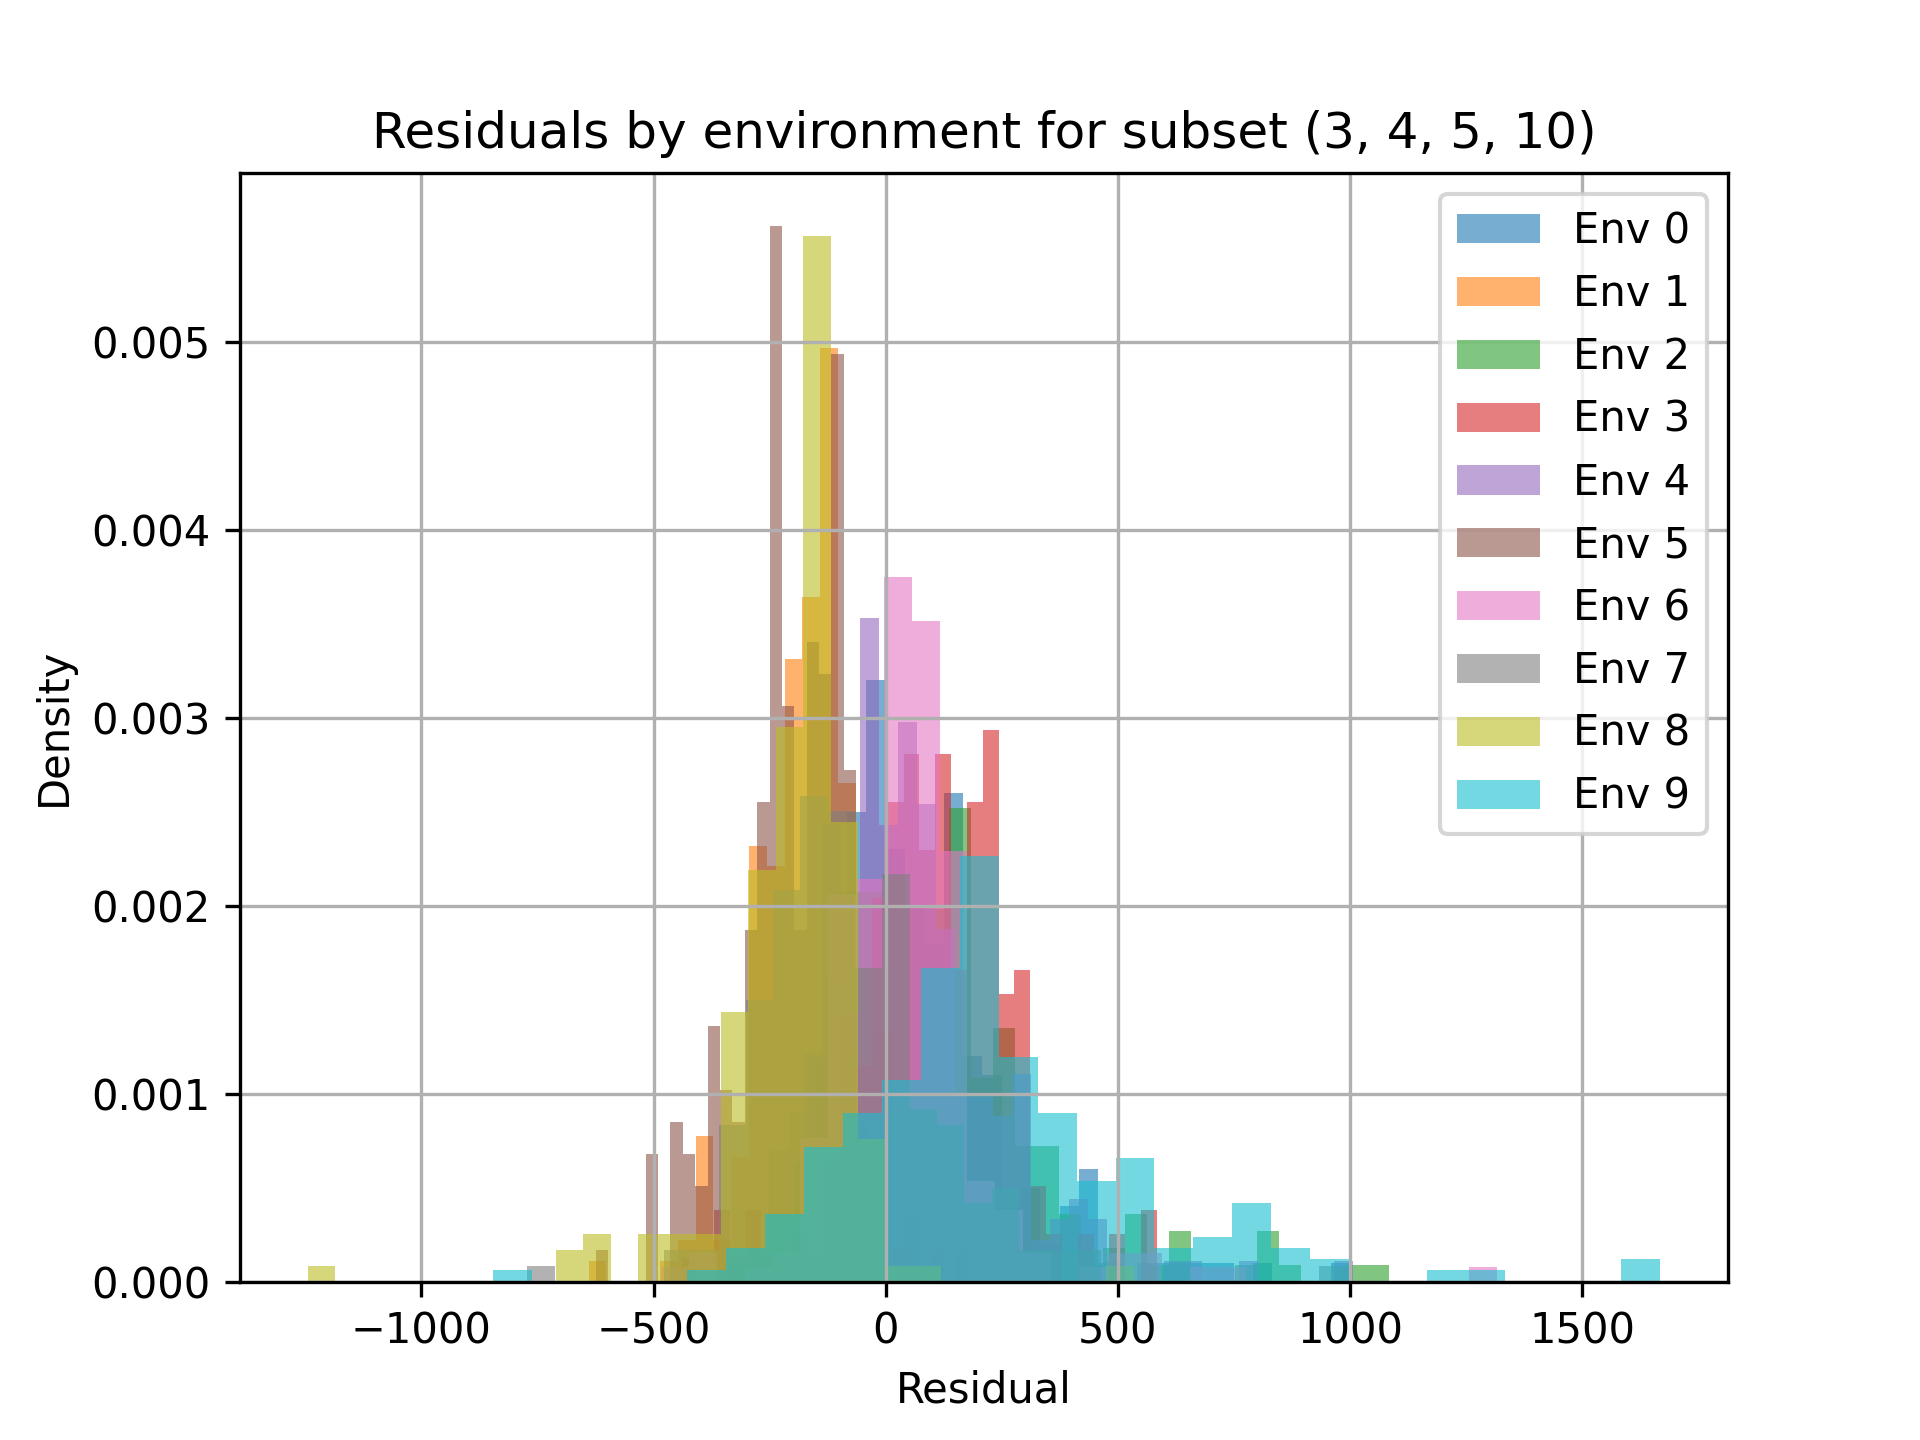 Residuals by environment for subset (3, 4, 5, 10)
Env 0
Env 1
Env 2
Env 3
Env 4
Env 5
Env 6
Env 7
Env 8
Env 9
Density
0.005
0.004
0.003
0.002
0.001
0.000
−1000 −500 0 500 1000 1500
Residual